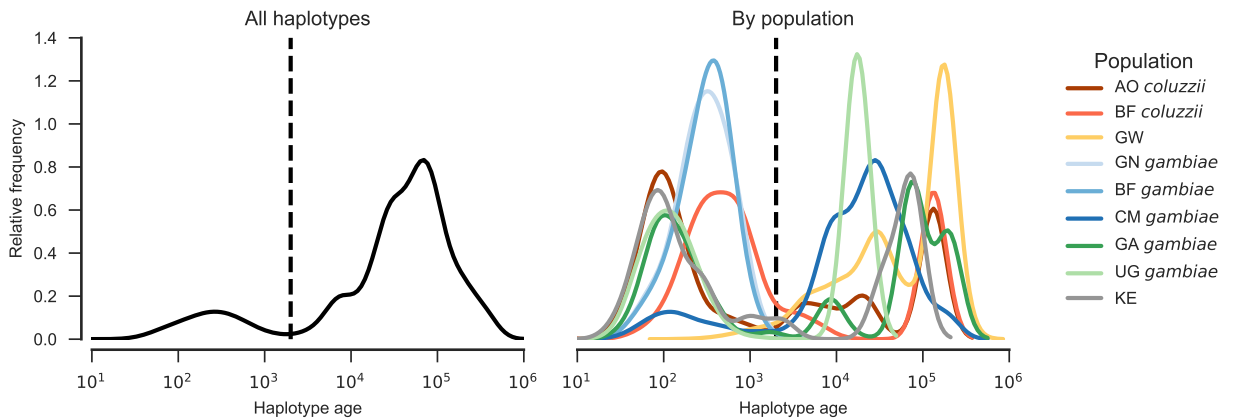 All haplotypes
By population
Relative frequency
1.4
1.2
1.0
0.8
0.6
0.4
0.2
0.0
10¹ 10² 10³ 10⁴ 10⁵ 10⁶
Haplotype age
10¹ 10² 10³ 10⁴ 10⁵ 10⁶
Haplotype age
Population
AO coluzzii
BF coluzzii
GW
GN gambiae
BF gambiae
CM gambiae
GA gambiae
UG gambiae
KE